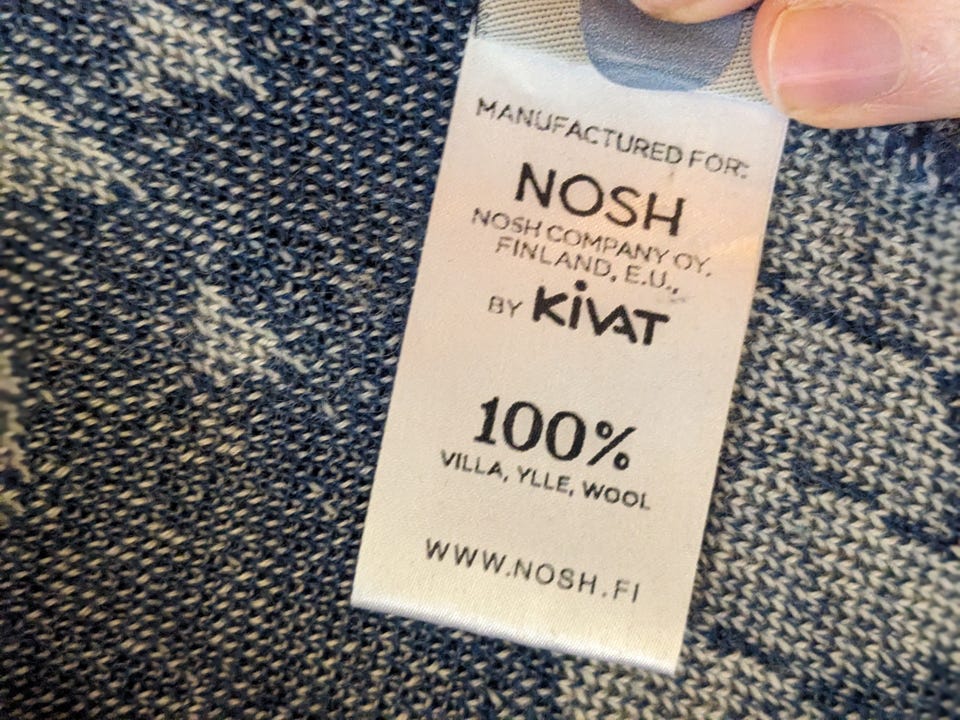 MANUFACTURED FOR:
NOSH
NOSH COMPANY OY.
FINLAND, E.U.,
BY KIVAT
100%
VILLA, YLLE, WOOL
WWW.NOSH.FI